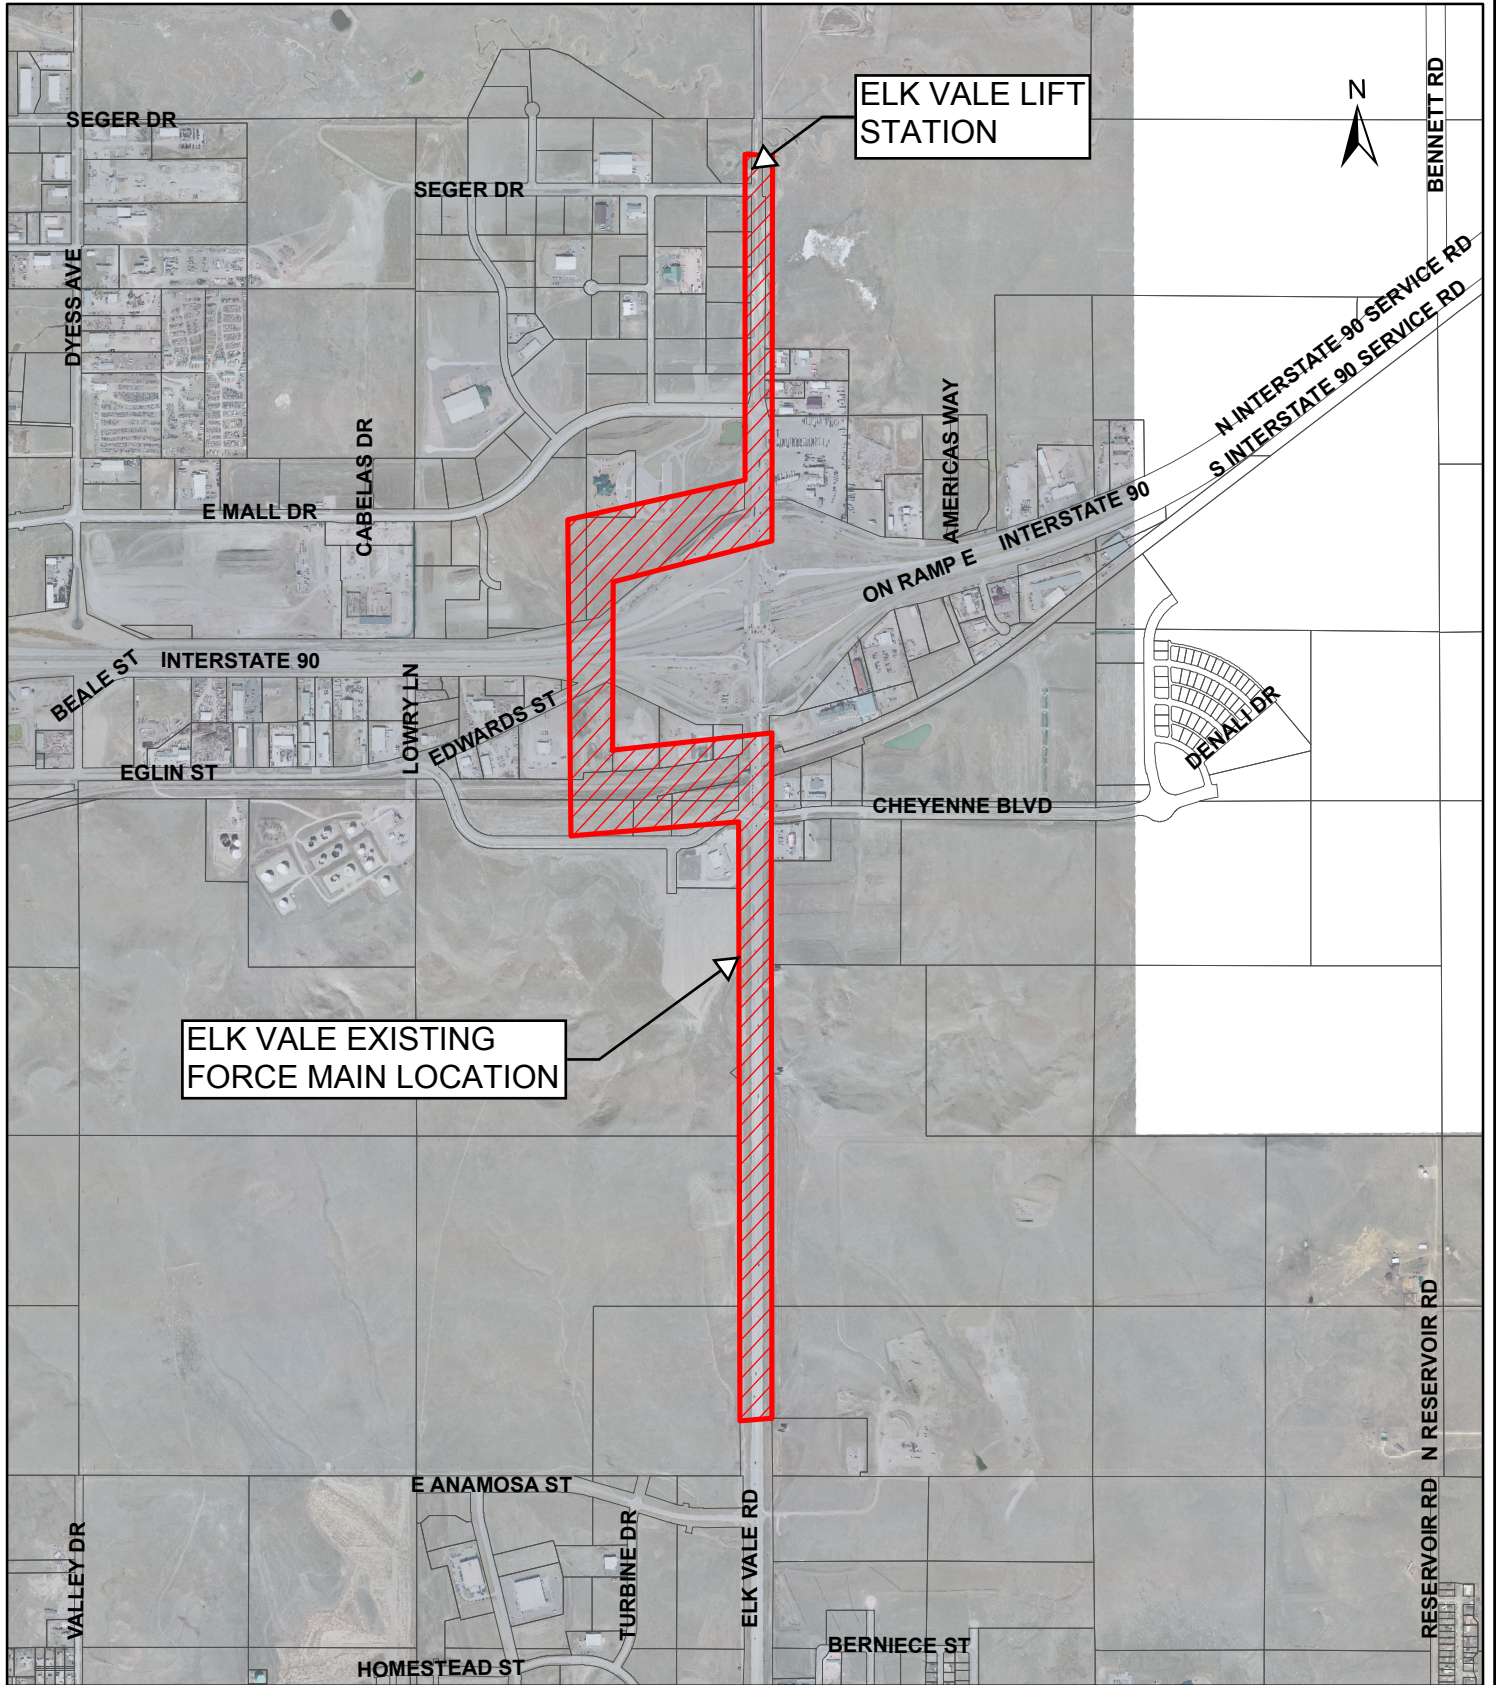 BENNETT RD
ELK VALE LIFT
STATION
N
SEGER DR
SEGER DR
DYESS AVE
N INTERSTATE 90 SERVICE RD
S INTERSTATE 90 SERVICE RD
AMERICAS WAY
CABELAS DR
E MALL DR
INTERSTATE 90
ON RAMP E
BEALE ST
INTERSTATE 90
LOWRY LN
EDWARDS ST
DENALI DR
EGLIN ST
CHEYENNE BLVD
ELK VALE EXISTING
FORCE MAIN LOCATION
N RESERVOIR RD
E ANAMOSA ST
ELK VALE RD
TURBINE DR
VALLEY DR
RESERVOIR RD
BERNIECE ST
HOMESTEAD ST